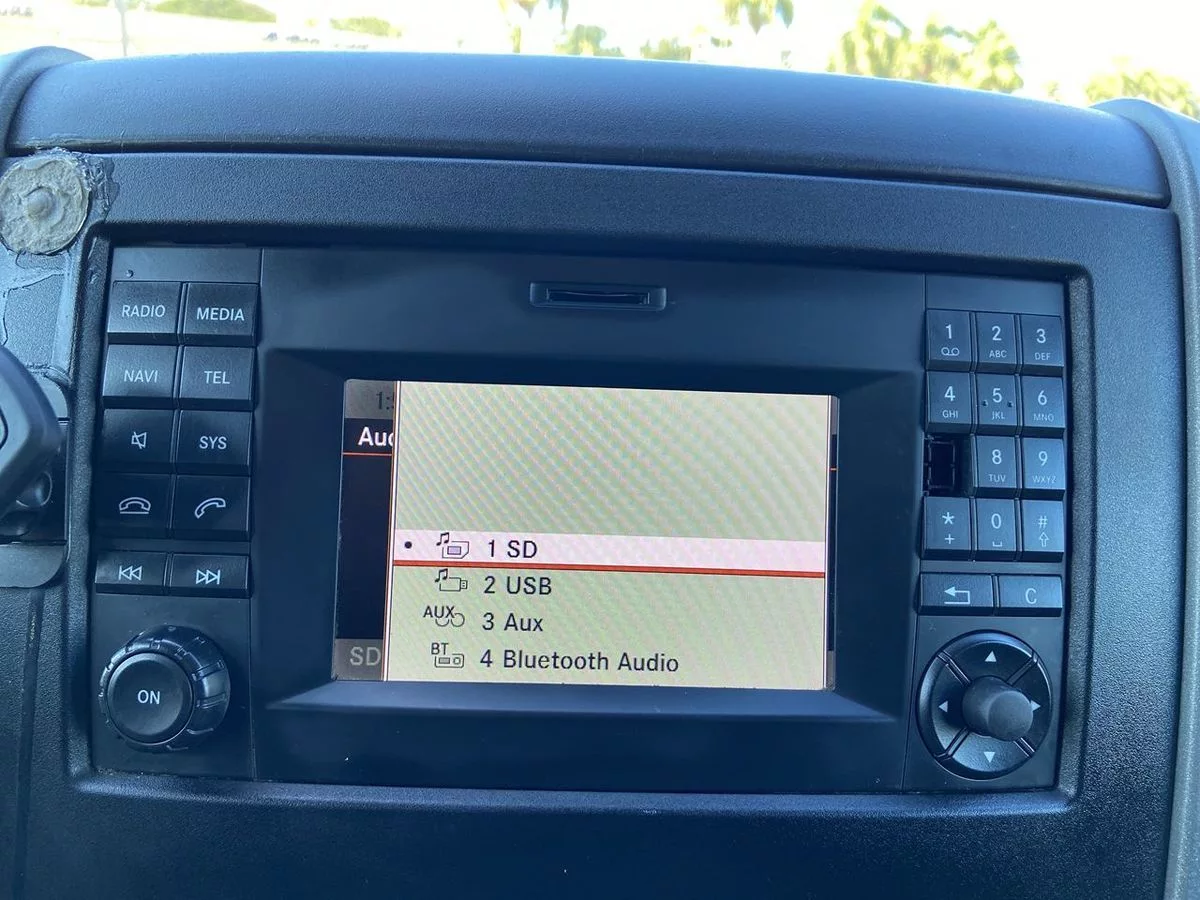 RADIO MEDIA
NAVI TEL
SYS
ON
Au
1 SD
2 USB
AUX 3 Aux
BT 4 Bluetooth Audio
SD
1 2 3
ABC DEF
4 5 6
GHI JKL MNO
8 9
TUV WXYZ
* 0 #
+
C